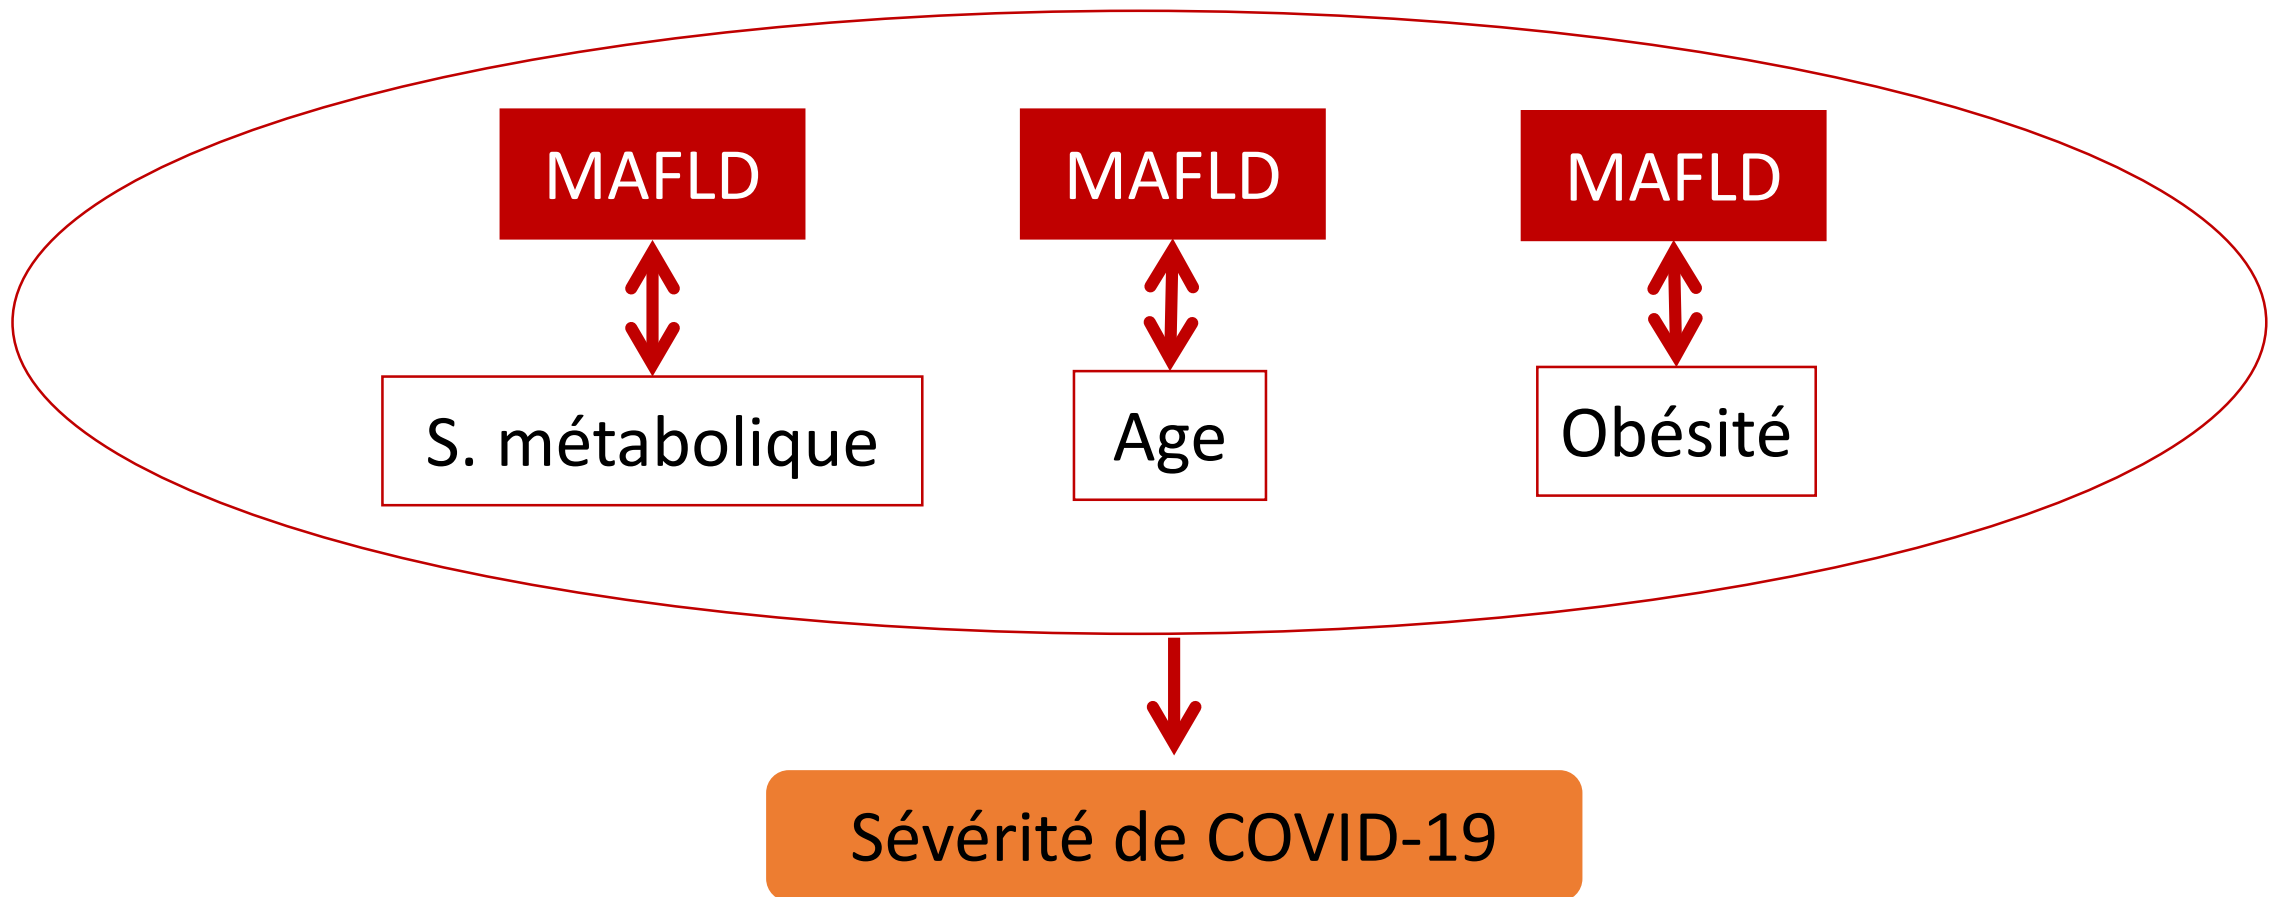 MAFLD
MAFLD
MAFLD
S. métabolique
Age
Obésité
Sévérité de COVID-19